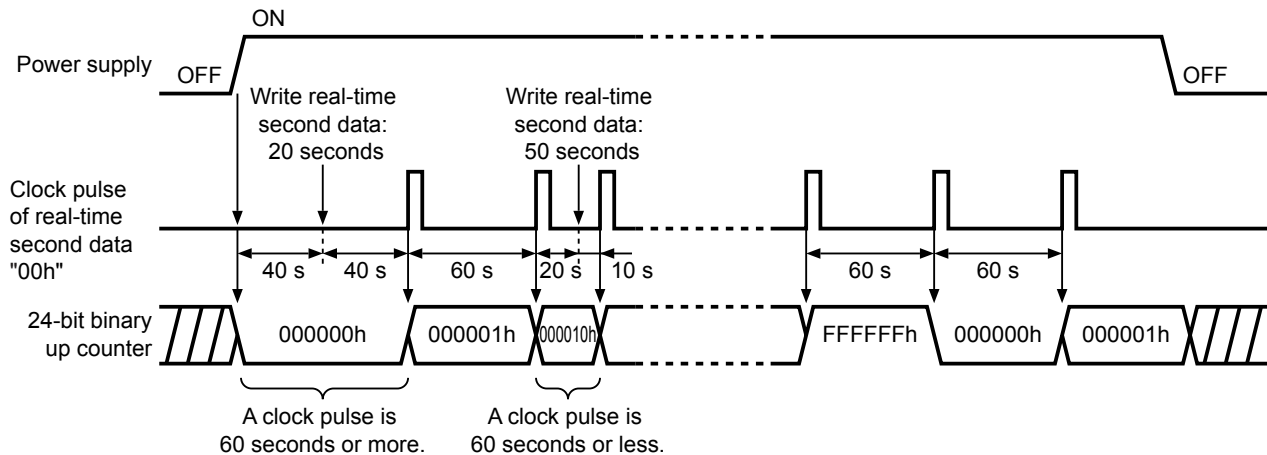 ON
Power supply
OFF
OFF
Write real-time
second data:
20 seconds
Write real-time
second data:
50 seconds
Clock pulse
of real-time
second data
"00h"
40 s
40 s
60 s
20 s
10 s
60 s
60 s
24-bit binary
up counter
000000h
000001h
000010h
FFFFFFh
000000h
000001h
A clock pulse is
60 seconds or more.
A clock pulse is
60 seconds or less.